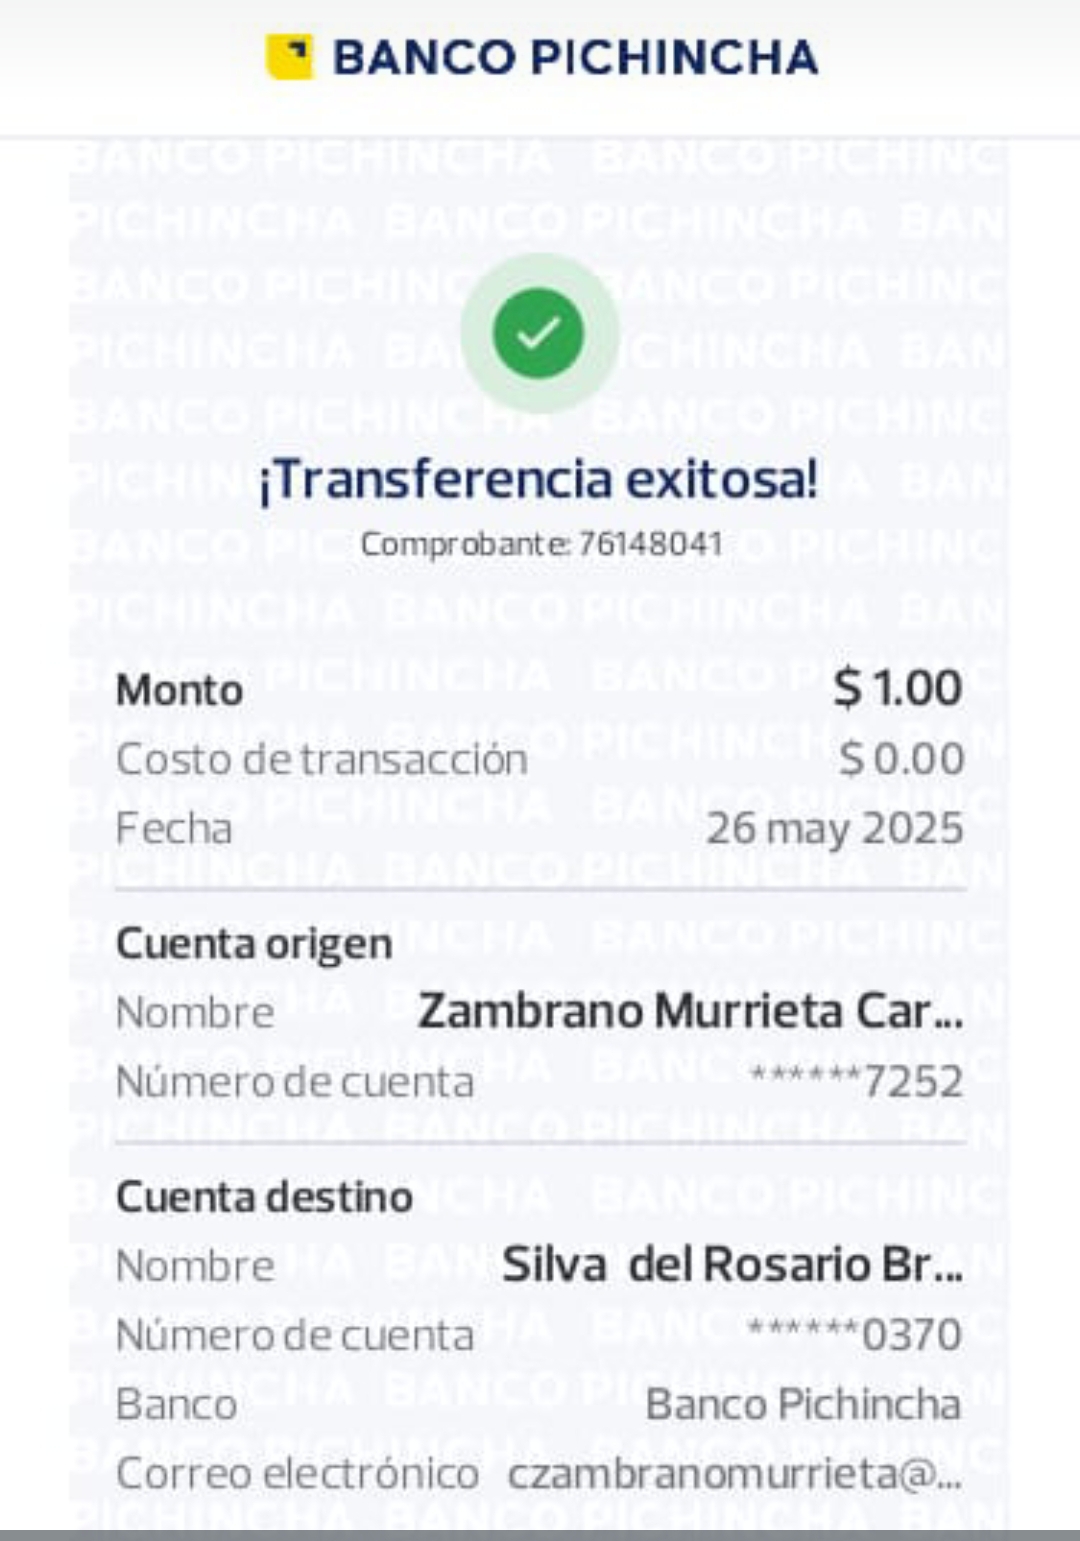 BANCO PICHINCHA
¡Transferencia exitosa!
Comprobante: 76148041
Monto $ 1.00
Costo de transacción $ 0.00
Fecha 26 may 2025
Cuenta origen
Nombre Zambrano Murrieta Car...
Número de cuenta ******7252
Cuenta destino
Nombre Silva del Rosario Br...
Número de cuenta ******0370
Banco Banco Pichincha
Correo electrónico czambranomurrieta@...